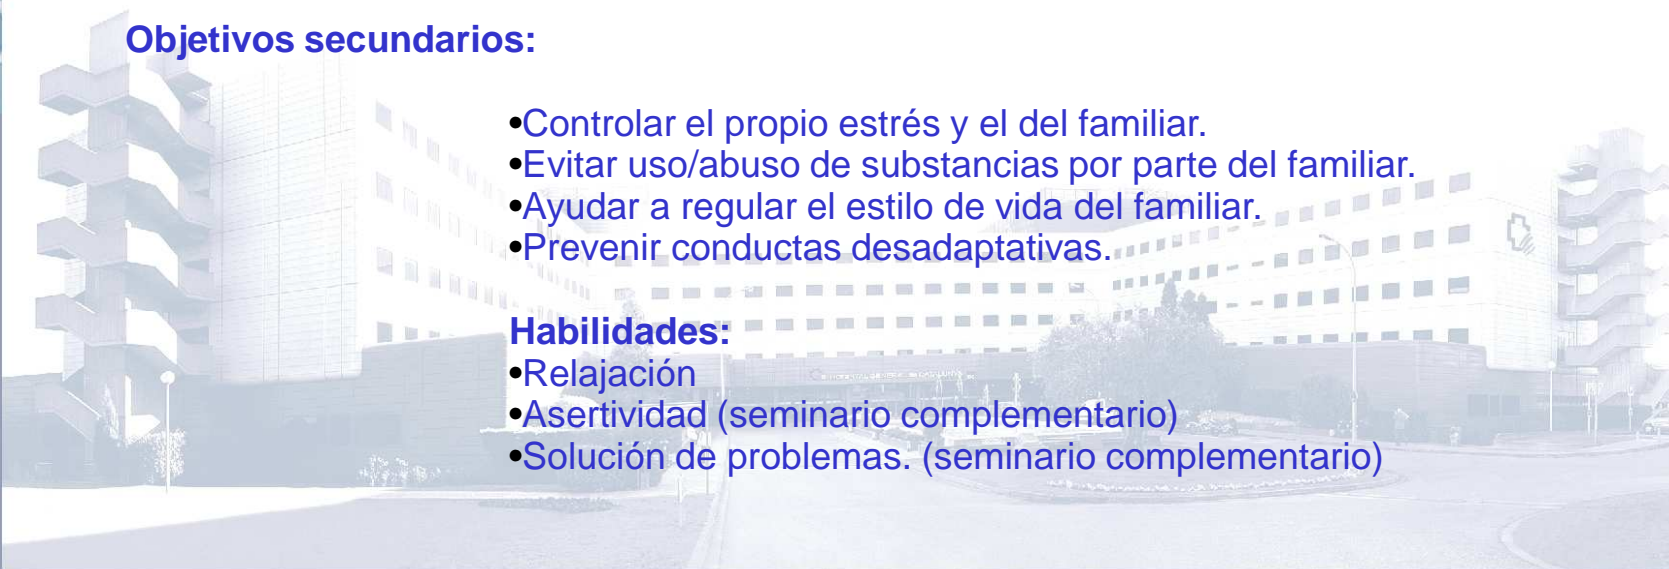 Objetivos secundarios:
•Controlar el propio estrés y el del familiar.
•Evitar uso/abuso de substancias por parte del familiar.
•Ayudar a regular el estilo de vida del familiar.
•Prevenir conductas desadaptativas.
Habilidades:
•Relajación
•Asertividad (seminario complementario)
•Solución de problemas. (seminario complementario)